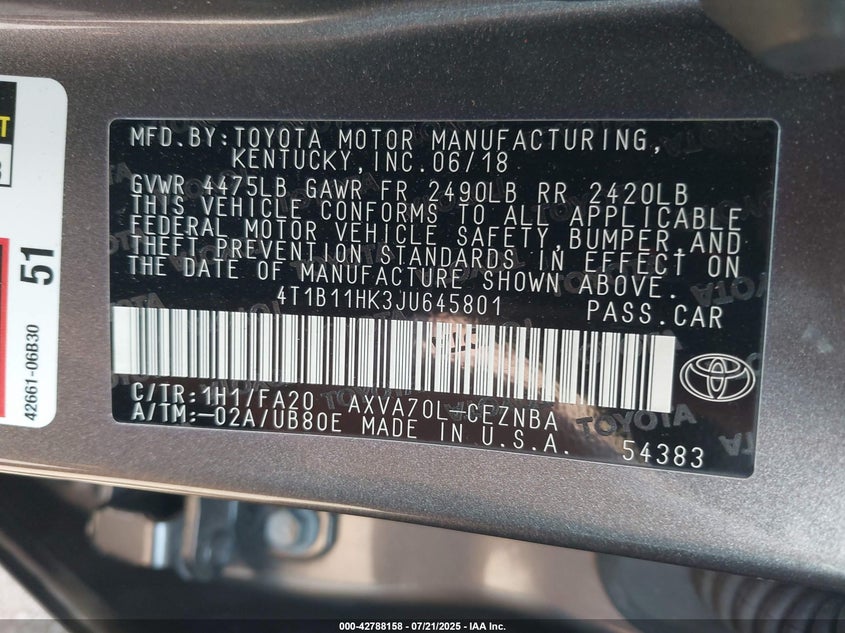 MFD.BY:TOYOTA MOTOR MANUFACTURING,
KENTUCKY,INC.06/18
GVWR 4475LB GAWR FR 2490LB RR 2420LB
THIS VEHICLE CONFORMS TO ALL APPLICABLE
FEDERAL MOTOR VEHICLE SAFETY,BUMPER,AND
THEFT PREVENTION STANDARDS IN EFFECT ON
THE DATE OF MANUFACTURE SHOWN ABOVE.
4T1B11HK3JU645801 PASS.CAR
C/TR:1H1/FA20 AXVA70L-CEZNBA
A/TM:-02A/UB80E MADE IN U.S.A. 54383
TOYOTA
51
42661-06B30
000-42788158 - 07/21/2025 - IAA Inc.